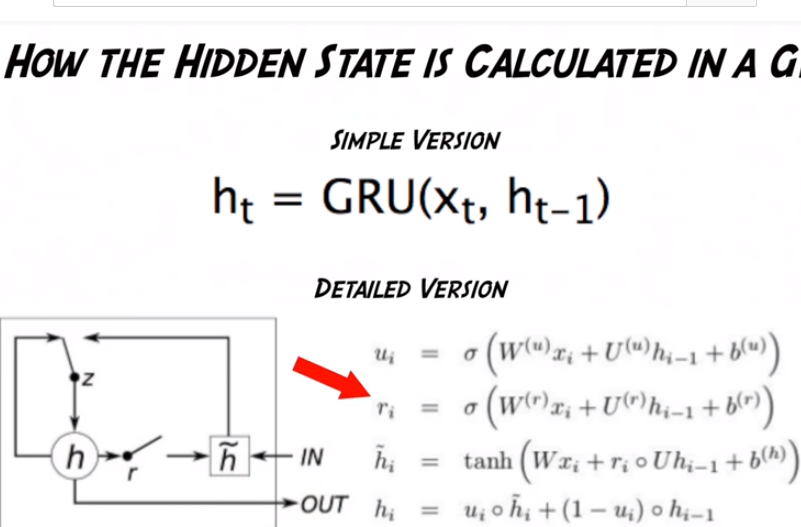 HOW THE HIDDEN STATE IS CALCULATED IN A G
SIMPLE VERSION
hₜ = GRU(xₜ, hₜ₋₁)
DETAILED VERSION
z
h
r
h̃
IN
OUT
uᵢ = σ(W⁽ᵘ⁾xᵢ + U⁽ᵘ⁾hᵢ₋₁ + b⁽ᵘ⁾)
rᵢ = σ(W⁽ʳ⁾xᵢ + U⁽ʳ⁾hᵢ₋₁ + b⁽ʳ⁾)
h̃ᵢ = tanh(Wxᵢ + rᵢ ∘ Uhᵢ₋₁ + b⁽ʰ⁾)
hᵢ = uᵢ ∘ h̃ᵢ + (1 − uᵢ) ∘ hᵢ₋₁